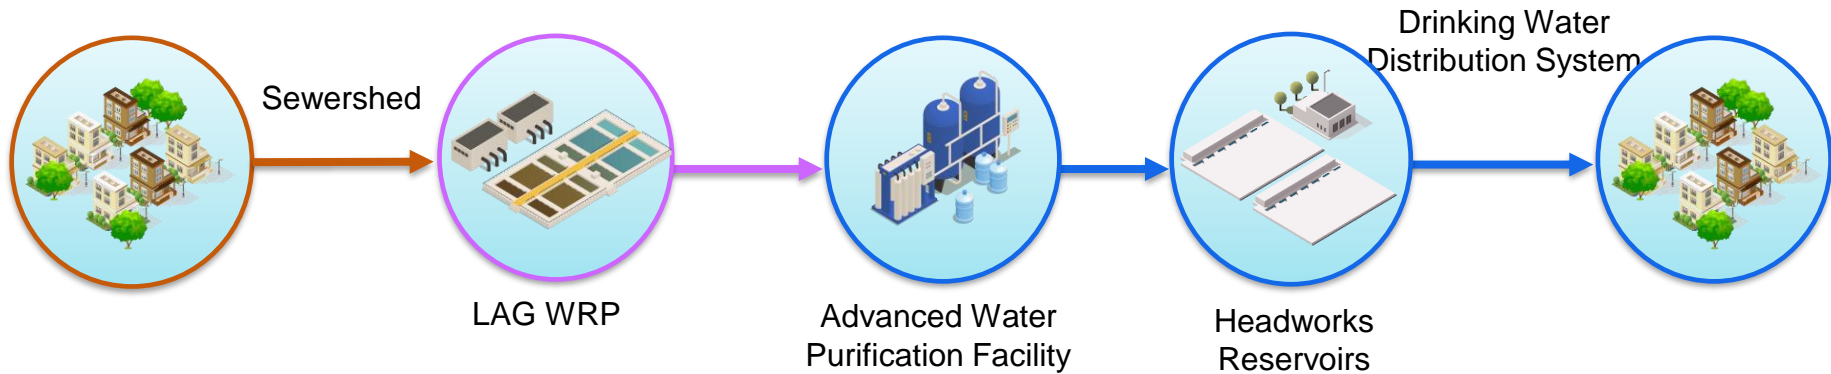 Sewershed
LAG WRP
Advanced Water
Purification Facility
Headworks
Reservoirs
Drinking Water
Distribution System